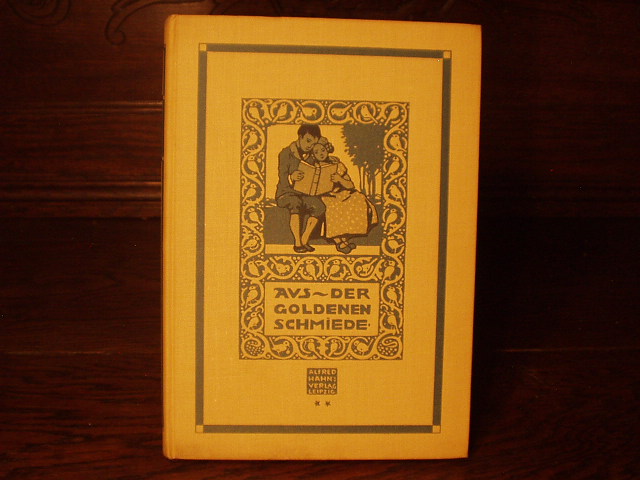 AVS~DER
GOLDENEN
SCHMIEDE·
ALFRED
HAHNS
VERLAG
LEIPZIG
**